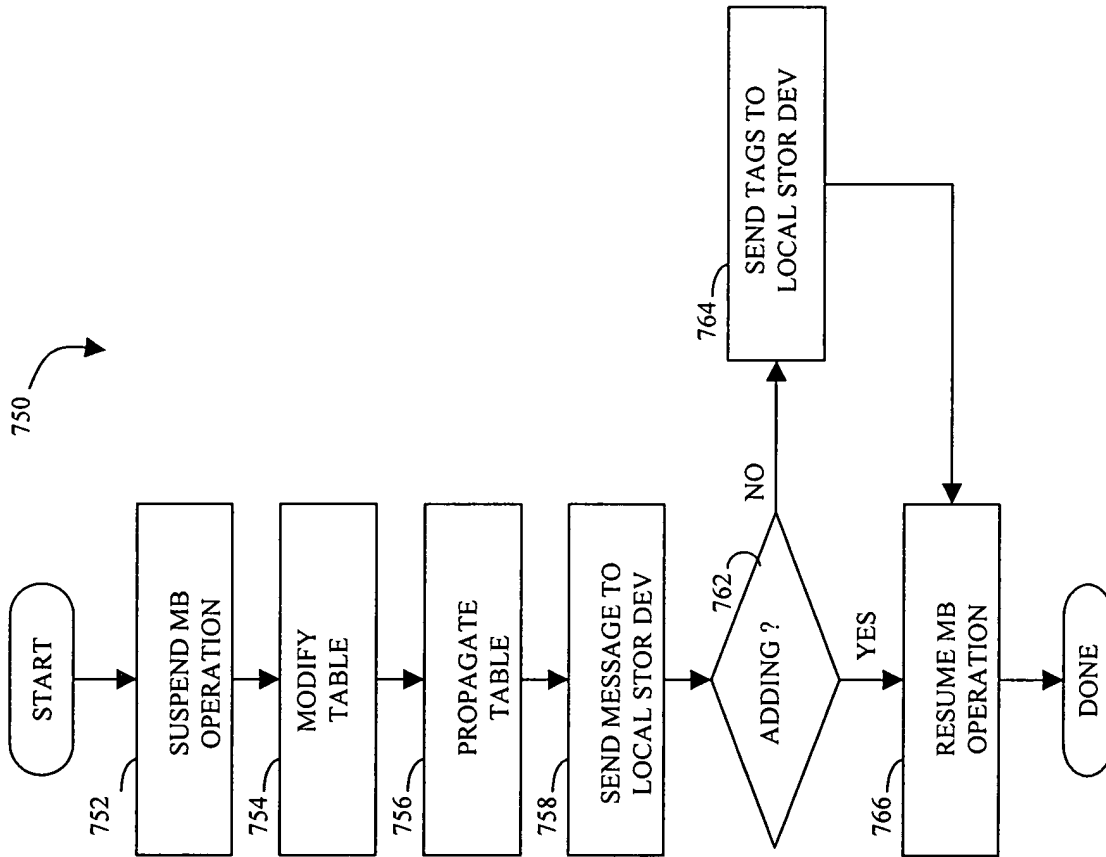 750
START
752
SUSPEND MB
OPERATION
754
MODIFY
TABLE
756
PROPAGATE
TABLE
758
SEND MESSAGE TO
LOCAL STOR DEV
762
ADDING ?
NO
764
SEND TAGS TO
LOCAL STOR DEV
YES
766
RESUME MB
OPERATION
DONE